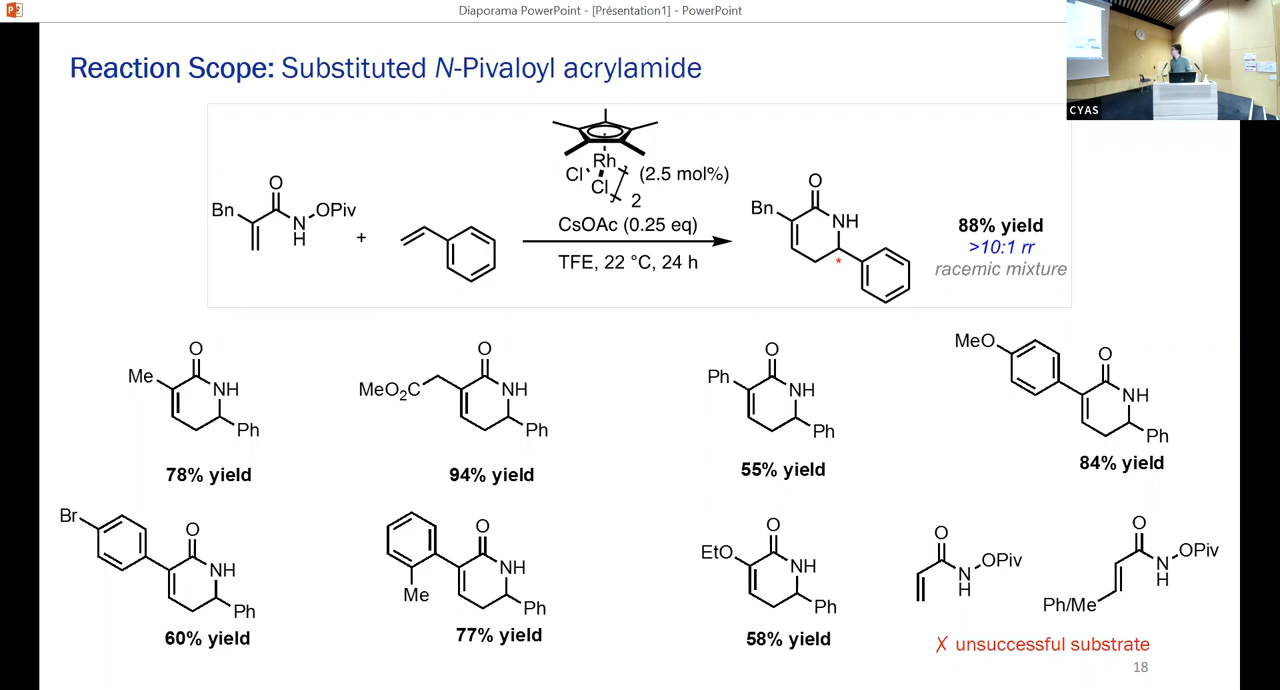 Diaporama PowerPoint - [Présentation1] - PowerPoint
Reaction Scope: Substituted N-Pivaloyl acrylamide
CYAS
Bn
O
N
H
OPiv
+
Rh
Cl
Cl
2
(2.5 mol%)
CsOAc (0.25 eq)
TFE, 22 °C, 24 h
Bn
O
NH
*
88% yield
>10:1 rr
racemic mixture
Me
O
NH
Ph
78% yield
MeO2C
O
NH
Ph
94% yield
Ph
O
NH
Ph
55% yield
MeO
O
NH
Ph
84% yield
Br
O
NH
Ph
60% yield
Me
O
NH
Ph
77% yield
EtO
O
NH
Ph
58% yield
O
N
H
OPiv
O
N
H
OPiv
Ph/Me
✗ unsuccessful substrate
18